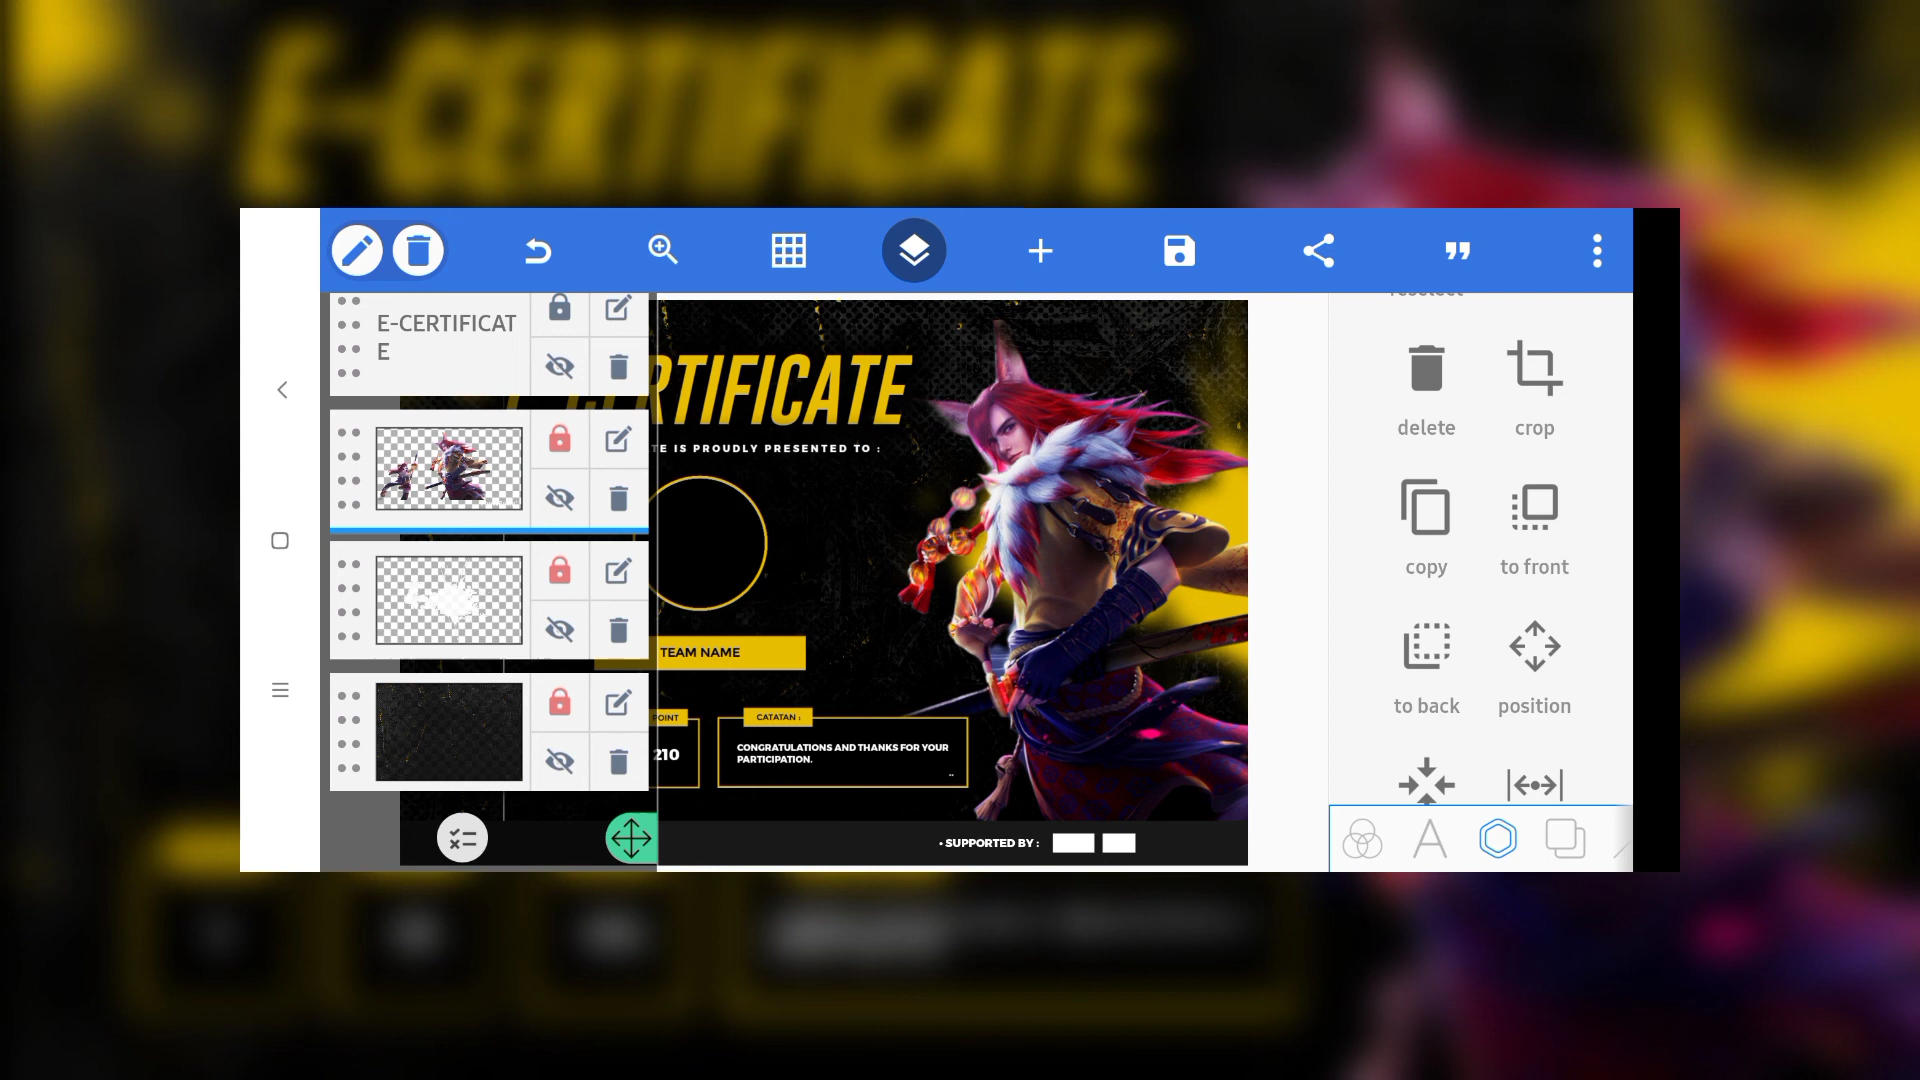 E-CERTIFICATE
E-CERTIFICAT
E
RTIFICATE
TE IS PROUDLY PRESENTED TO :
TEAM NAME
POINT
210
CATATAN :
CONGRATULATIONS AND THANKS FOR YOUR
PARTICIPATION.
• SUPPORTED BY :
reselect
delete
crop
copy
to front
to back
position